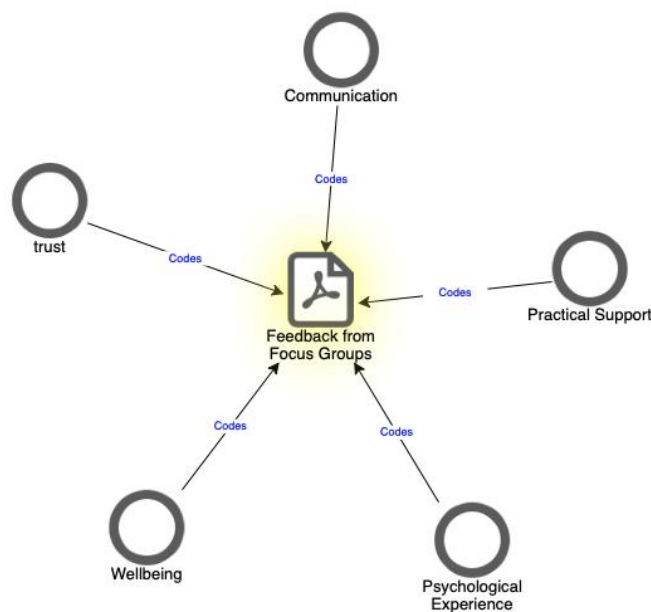 Communication
Codes
trust
Codes
Codes
Practical Support
Feedback from
Focus Groups
Codes
Codes
Wellbeing
Psychological
Experience